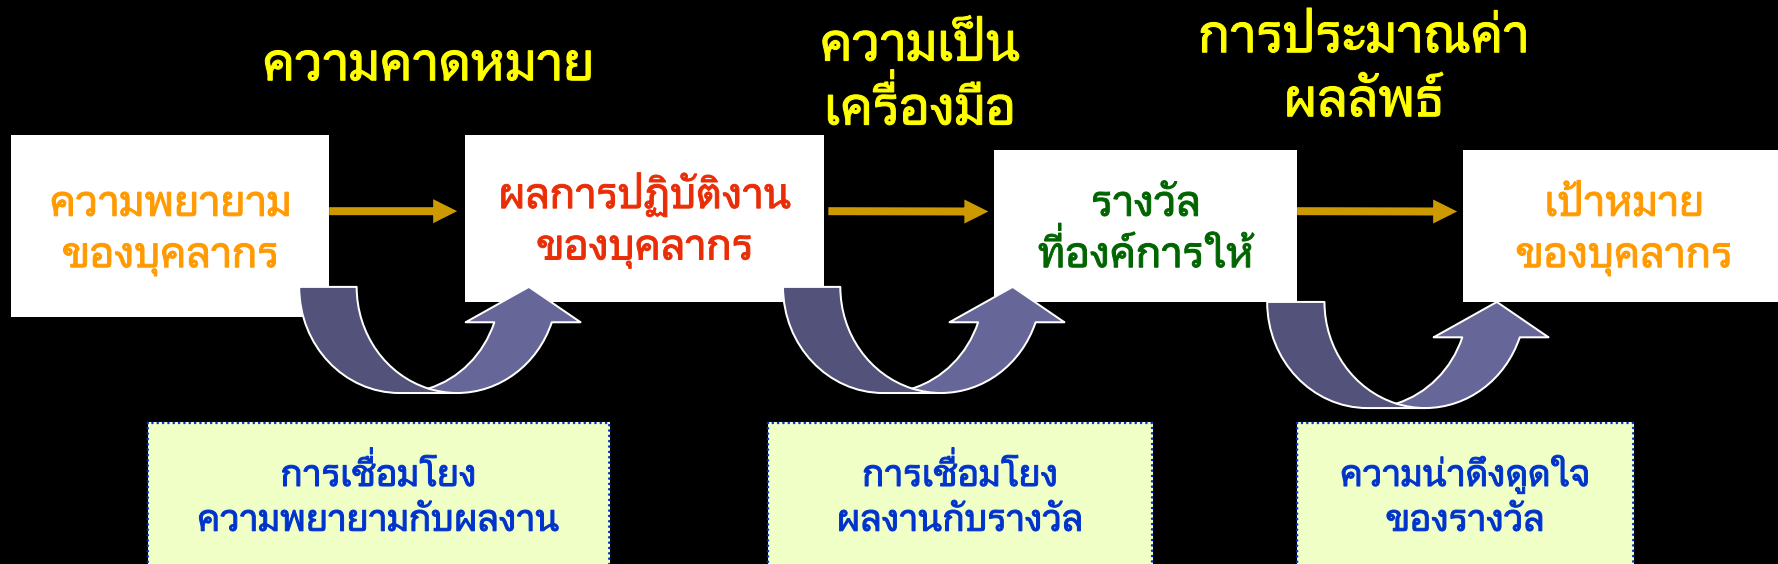 ความคาดหมาย
ความเป็น
เครื่องมือ
การประมาณค่า
ผลลัพธ์
ความพยายาม
ของบุคลากร
ผลการปฏิบัติงาน
ของบุคลากร
รางวัล
ที่องค์การให้
เป้าหมาย
ของบุคลากร
การเชื่อมโยง
ความพยายามกับผลงาน
การเชื่อมโยง
ผลงานกับรางวัล
ความน่าดึงดูดใจ
ของรางวัล